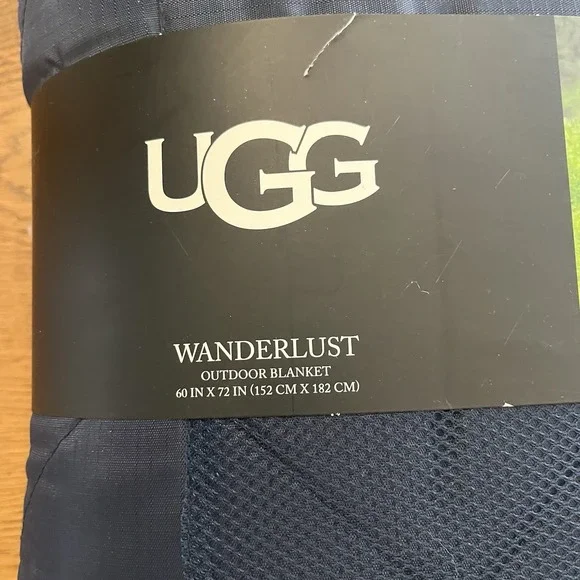 UGG
WANDERLUST
OUTDOOR BLANKET
60 IN X 72 IN (152 CM X 182 CM)